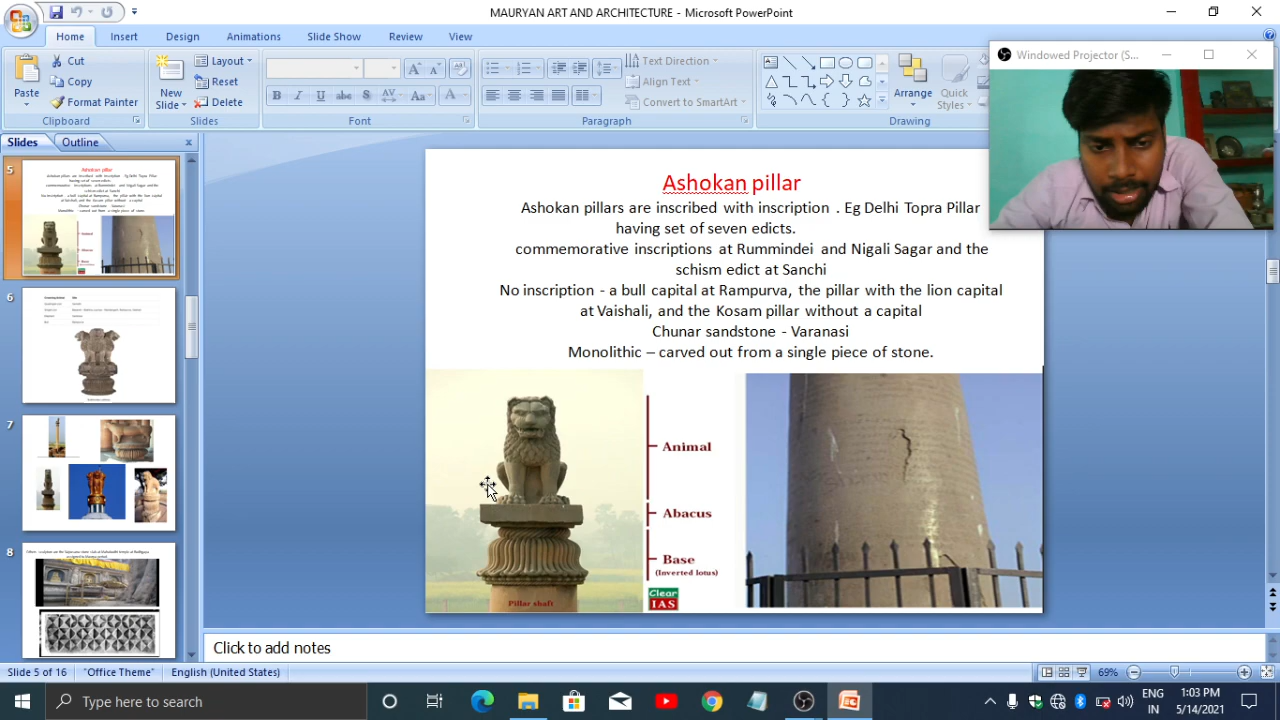 MAURYAN ART AND ARCHITECTURE - Microsoft PowerPoint
Home Insert Design Animations Slide Show Review View
Windowed Projector (S...
Paste
Cut
Copy
Format Painter
Clipboard
New Slide
Layout
Reset
Delete
Slides
Font
Text Direction
Align Text
Convert to SmartArt
Paragraph
Arrange
Quick Styles
Drawing
Slides Outline
5
6
7
8
Ashokan
Ashokan pillars are inscribed with inscription . Eg Delhi Topra Pillar
having set of seven edicts.
commemorative inscriptions at Rummindei and Nigali Sagar and the
schism edict at Sanchi
No inscription - a bull capital at Rampurva, the pillar with the lion capital
at Vaishali, and the Kosam pillar without a capital
Chunar sandstone - Varanasi
Monolithic – carved out from a single piece of stone.
Animal
Abacus
Base
(Inverted lotus)
Clear
IAS
Pillar shaft
Click to add notes
Slide 5 of 16 "Office Theme" English (United States) 69%
Type here to search
ENG
IN
1:03 PM
5/14/2021